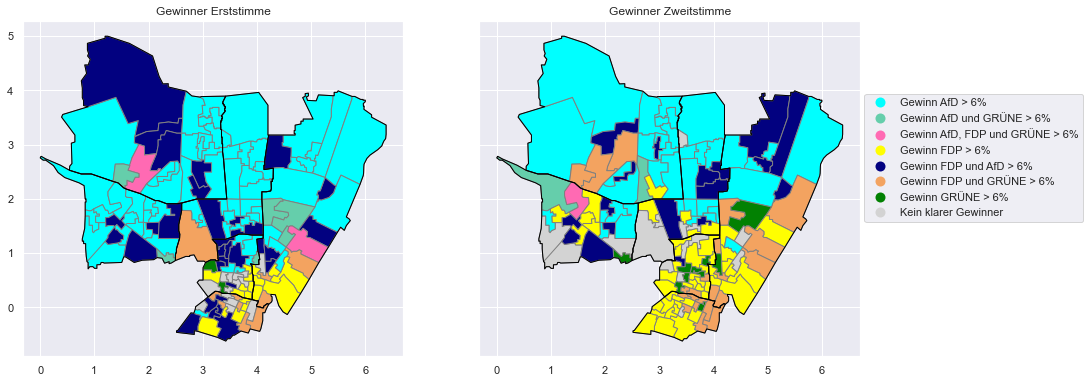 Gewinner Erststimme
Gewinner Zweitstimme
5
4
3
2
1
0
0 1 2 3 4 5 6
0 1 2 3 4 5 6
Gewinn AfD > 6%
Gewinn AfD und GRÜNE > 6%
Gewinn AfD, FDP und GRÜNE > 6%
Gewinn FDP > 6%
Gewinn FDP und AfD > 6%
Gewinn FDP und GRÜNE > 6%
Gewinn GRÜNE > 6%
Kein klarer Gewinner